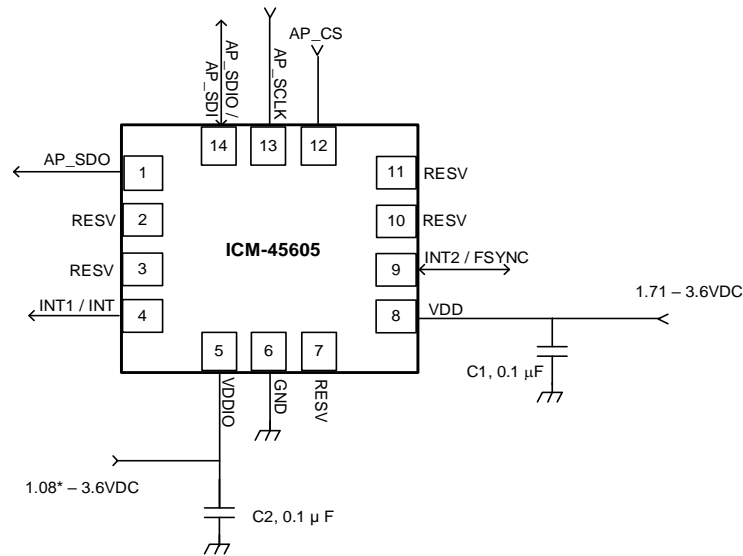 AP_CS
AP_SDIO /
AP_SDI
AP_SCLK
14
13
12
AP_SDO
1
11
RESV
RESV
2
10
RESV
ICM-45605
RESV
3
9
INT2 / FSYNC
INT1 / INT
4
8
VDD
1.71 – 3.6VDC
5
6
7
C1, 0.1 μF
VDDIO
GND
RESV
1.08* – 3.6VDC
C2, 0.1 µ F